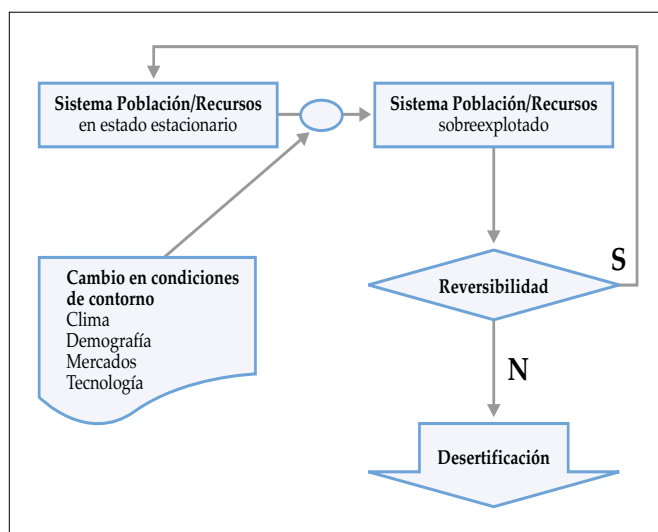 Sistema Población/Recursos
en estado estacionario
Sistema Población/Recursos
sobreexplotado
Cambio en condiciones
de contorno
Clima
Demografía
Mercados
Tecnología
Reversibilidad
S
N
Desertificación